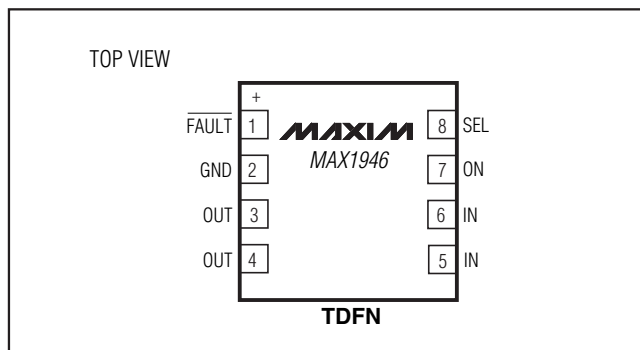 TOP VIEW
+
FAULT 1 MAXIM 8 SEL
GND 2 MAX1946 7 ON
OUT 3 6 IN
OUT 4 5 IN
TDFN